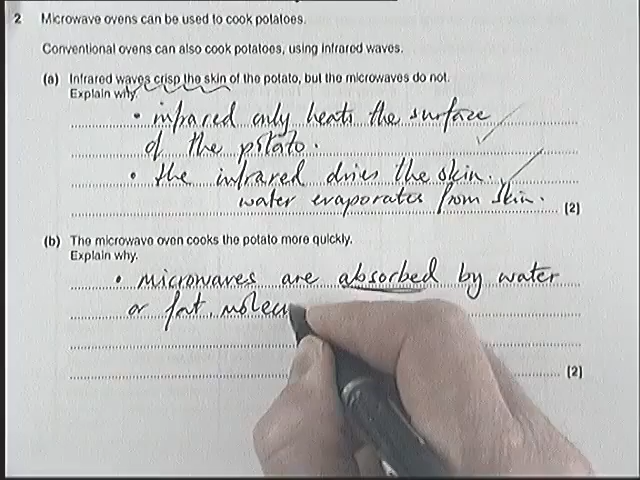 2 Microwave ovens can be used to cook potatoes.
Conventional ovens can also cook potatoes, using infrared waves.
(a) Infrared waves crisp the skin of the potato, but the microwaves do not.
Explain why.
• infrared only heats the surface
of the potato.
• the infrared dries the skin.
water evaporates from skin. [2]
(b) The microwave oven cooks the potato more quickly.
Explain why.
• microwaves are absorbed by water
or fat molecu
[2]